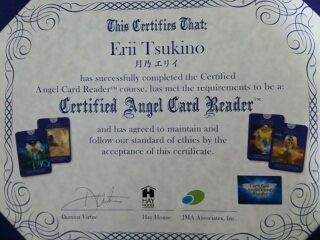 This Certifies That:
Erii Tsukino
月乃 エリイ
has successfully completed the Certified
Angel Card Reader™ course, has met the requirements to be a:
Certified Angel Card Reader™
and has agreed to maintain and
follow our standard of ethics by the
acceptance of this certificate.
HAY
HOUSE
Doreen Virtue
Hay House
JMA Associates, Inc.